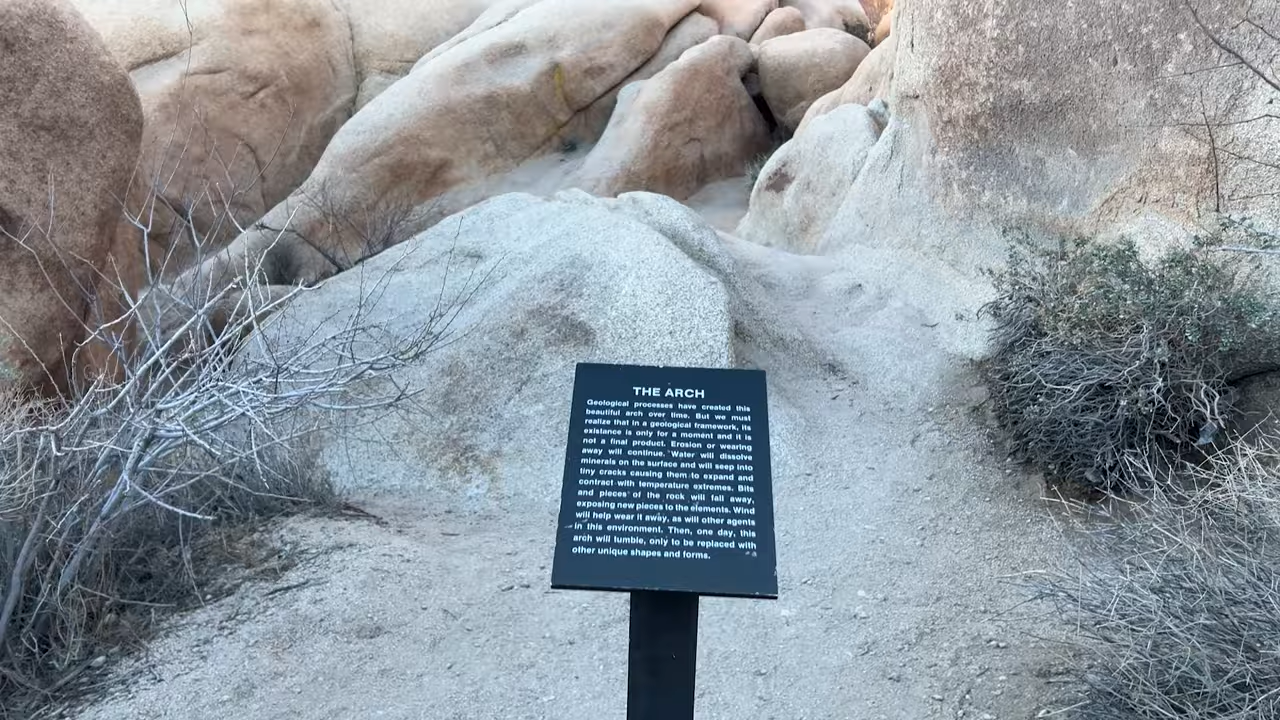 THE ARCH
Geological processes have created this
beautiful arch over time. But we must
realize that in a geological framework, its
existance is only for a moment and it is
not a final product. Erosion or wearing
away will continue. Water will dissolve
minerals on the surface and will seep into
tiny cracks causing them to expand and
contract with temperature extremes. Bits
and pieces of the rock will fall away,
exposing new pieces to the elements. Wind
will help wear it away, as will other agents
in this environment. Then, one day, this
arch will tumble, only to be replaced with
other unique shapes and forms.